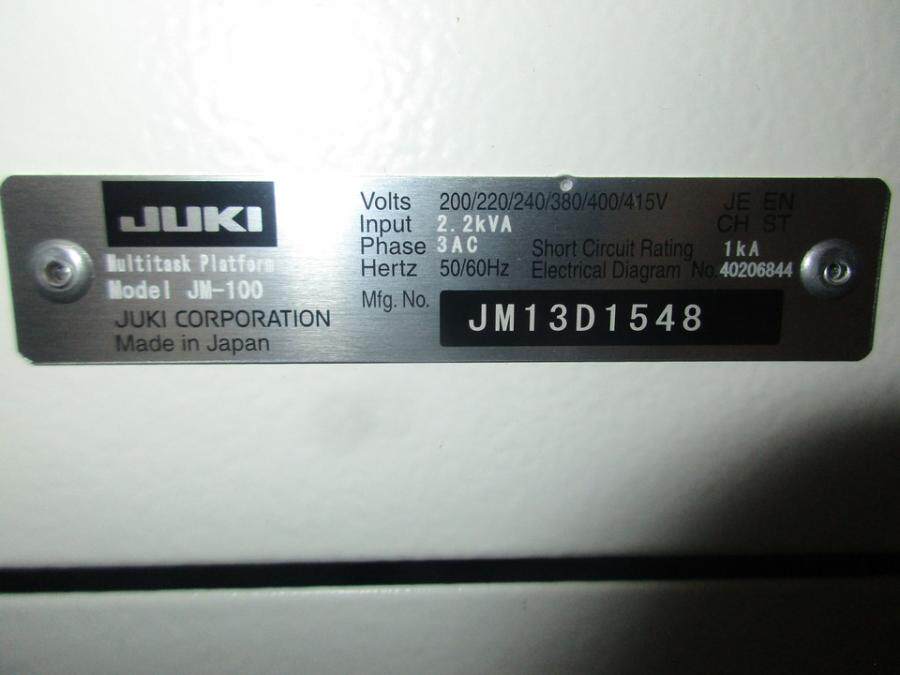 JUKI
Multitask Platform
Model JM-100
JUKI CORPORATION
Made in Japan
Volts 200/220/240/380/400/415V JE EN
Input 2.2kVA CH ST
Phase 3AC Short Circuit Rating 1kA
Hertz 50/60Hz Electrical Diagram No. 40206844
Mfg. No. JM13D1548